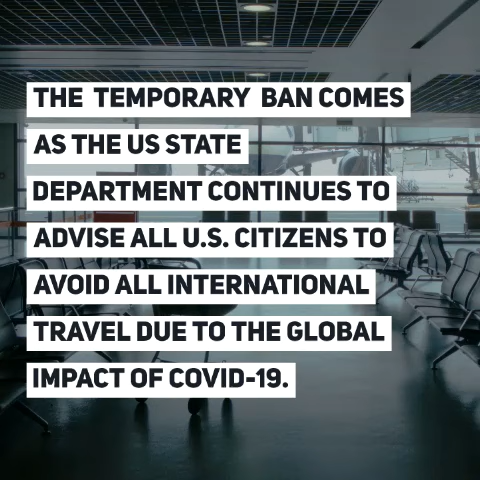 THE TEMPORARY BAN COMES
AS THE US STATE
DEPARTMENT CONTINUES TO
ADVISE ALL U.S. CITIZENS TO
AVOID ALL INTERNATIONAL
TRAVEL DUE TO THE GLOBAL
IMPACT OF COVID-19.